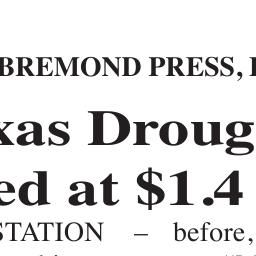 BREMOND PRESS,
xas Droug
ed at $1.4
STATION – before,